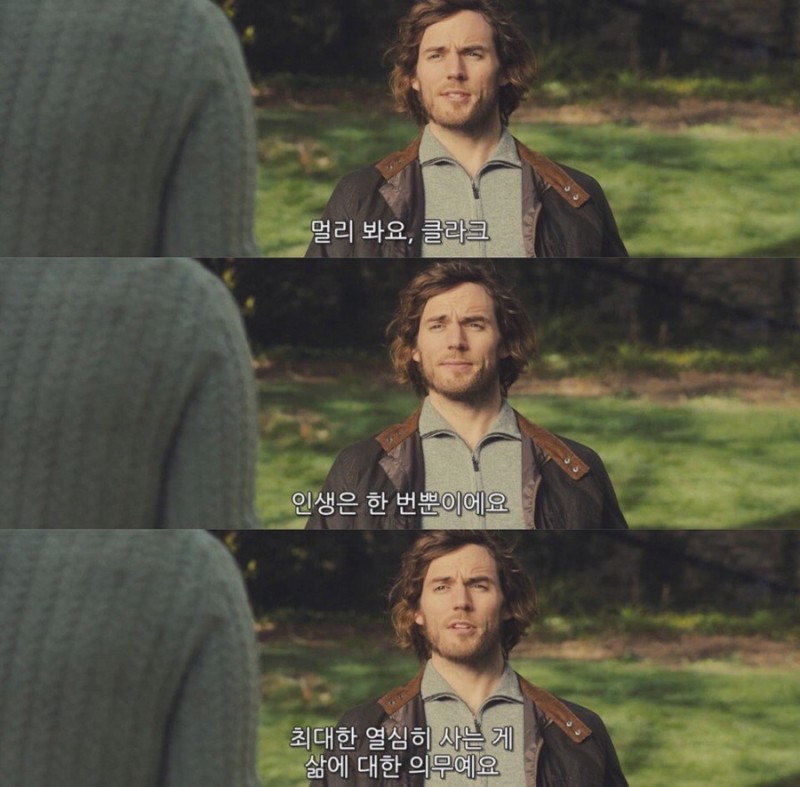 멀리 봐요, 클라크
인생은 한 번뿐이에요
최대한 열심히 사는 게
삶에 대한 의무예요